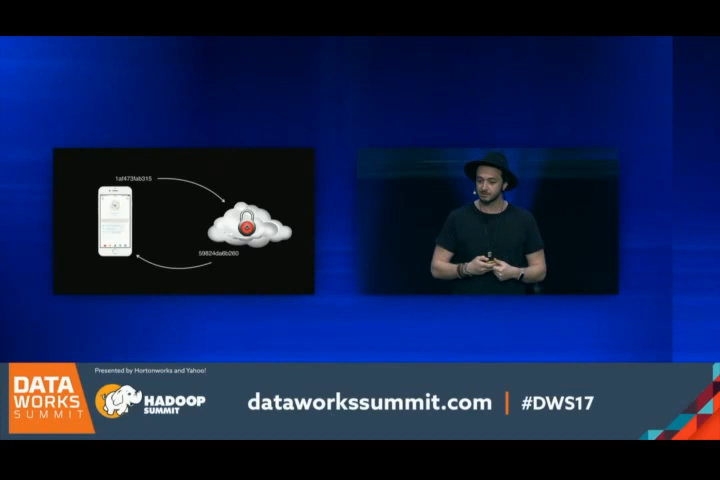 1af473fab315
59824da6b260
DATA
WORKS
SUMMIT
Presented by Hortonworks and Yahoo!
HADOOP
SUMMIT
dataworkssummit.com
#DWS17